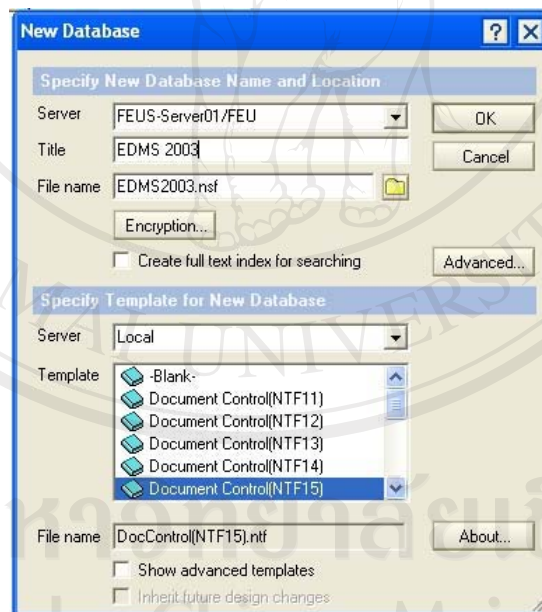 New Database
Specify New Database Name and Location
Server FEUS-Server01/FEU OK
Title EDMS 2003 Cancel
File name EDMS2003.nsf
Encryption...
Create full text index for searching Advanced...
Specify Template for New Database
Server Local
Template -Blank-
Document Control(NTF11)
Document Control(NTF12)
Document Control(NTF13)
Document Control(NTF14)
Document Control(NTF15)
File name DocControl(NTF15).ntf About...
Show advanced templates
Inherit future design changes